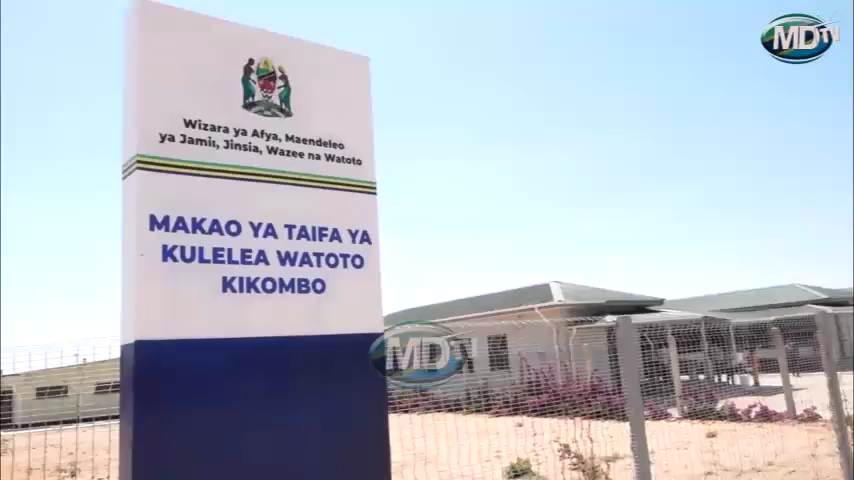 MDTV
Wizara ya Afya, Maendeleo
ya Jamii, Jinsia, Wazee na Watoto
MAKAO YA TAIFA YA
KULELEA WATOTO
KIKOMBO
MDTV